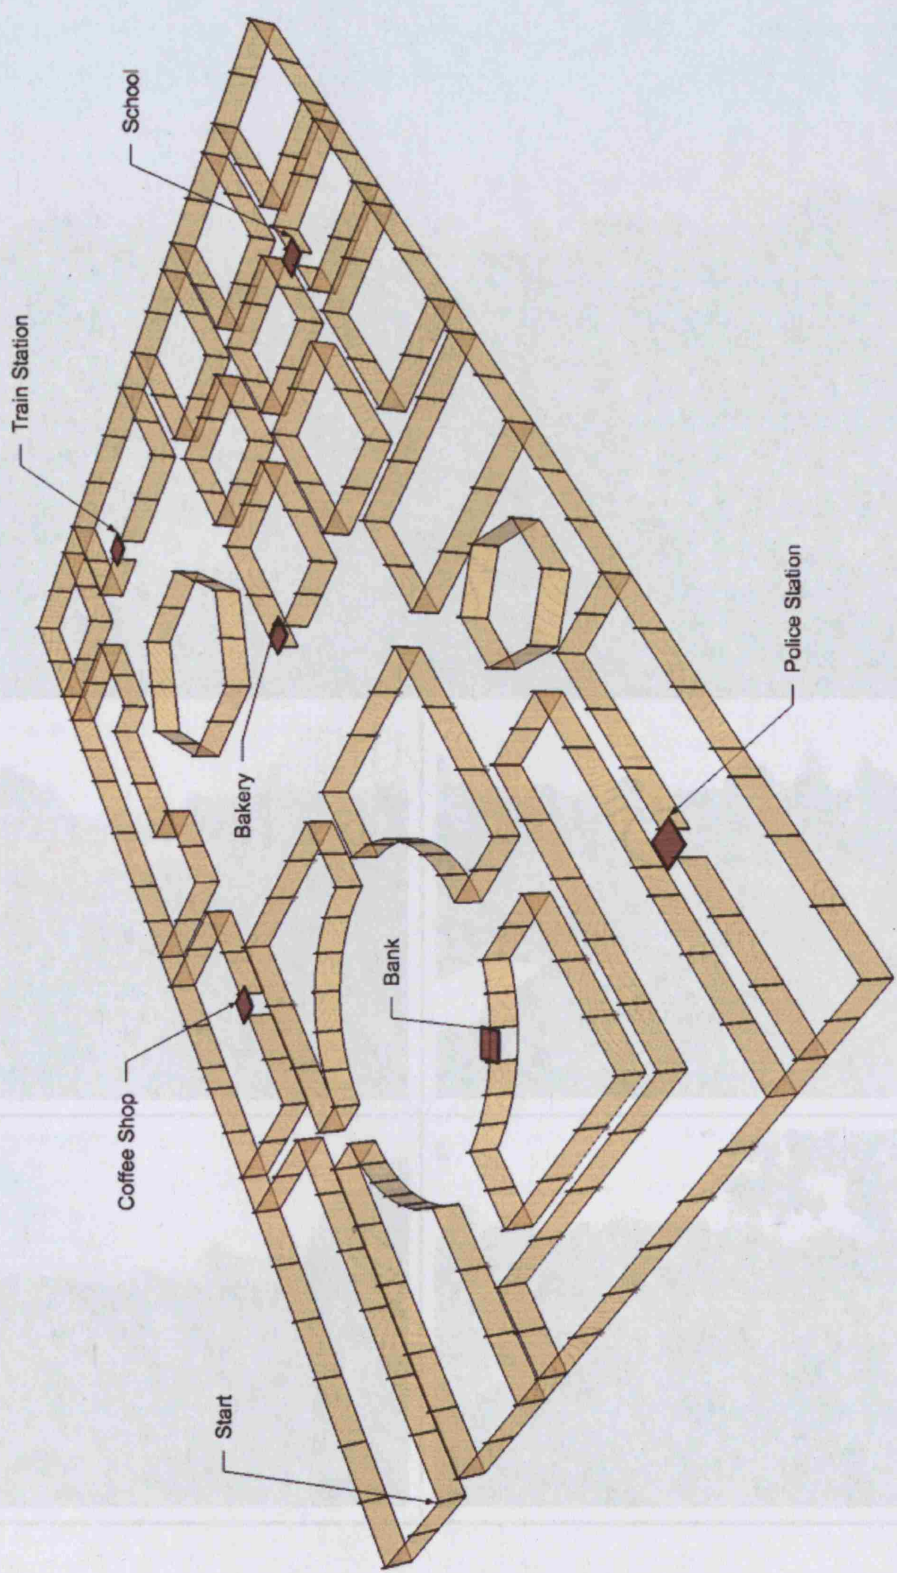 School
Train Station
Bakery
Police Station
Coffee Shop
Bank
Start